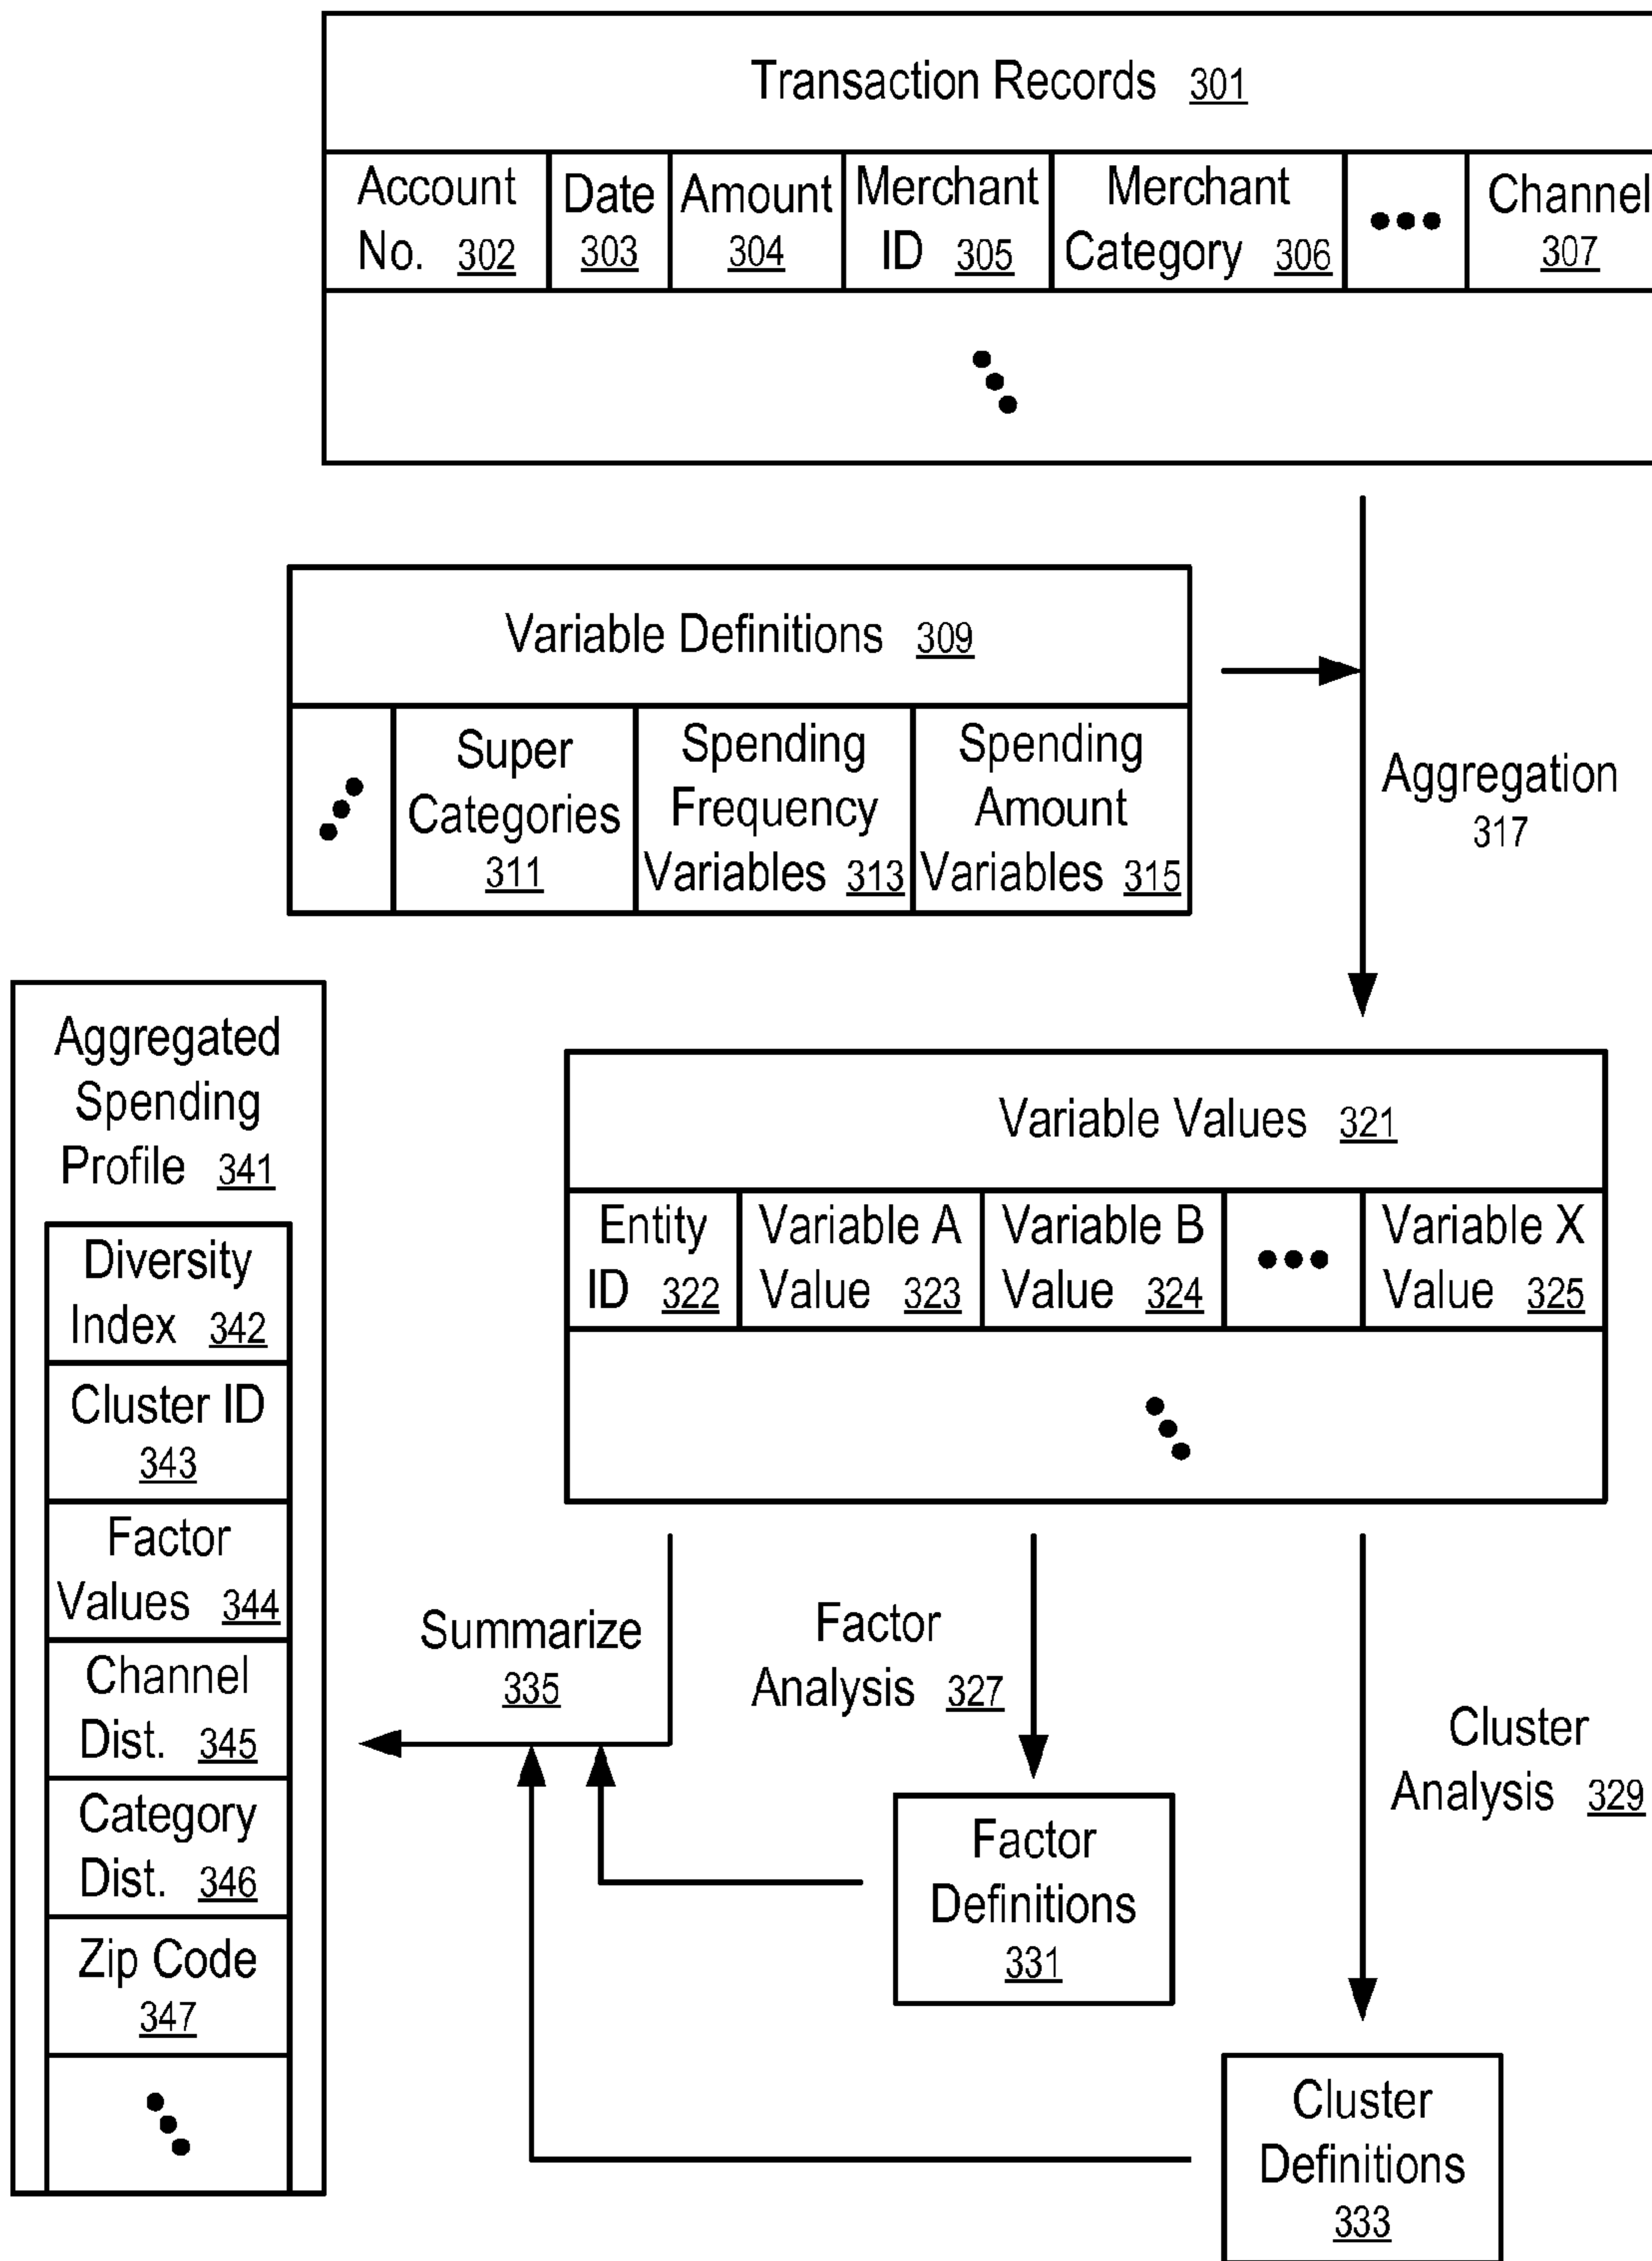 Transaction Records 301
Account
No. 302
Date
303
Amount
304
Merchant
ID 305
Merchant
Category 306
•••
Channel
307
Variable Definitions 309
Super
Categories
311
Spending
Frequency
Variables 313
Spending
Amount
Variables 315
Aggregation
317
Aggregated
Spending
Profile 341
Diversity
Index 342
Cluster ID
343
Factor
Values 344
Channel
Dist. 345
Category
Dist. 346
Zip Code
347
Variable Values 321
Entity
ID 322
Variable A
Value 323
Variable B
Value 324
•••
Variable X
Value 325
Summarize
335
Factor
Analysis 327
Cluster
Analysis 329
Factor
Definitions
331
Cluster
Definitions
333